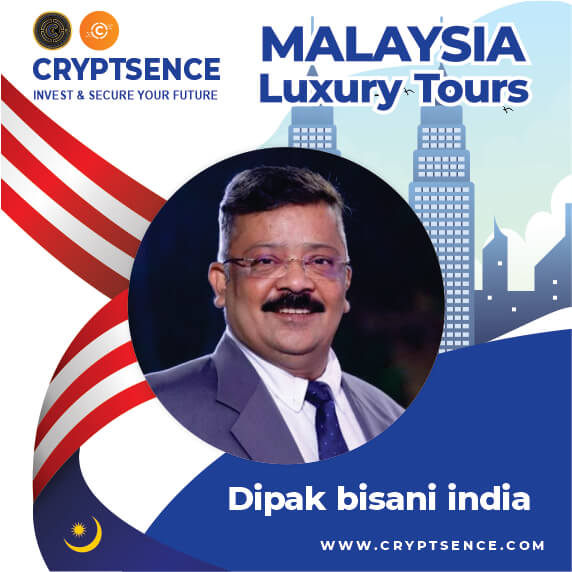 CRYPTSENCE
INVEST & SECURE YOUR FUTURE
MALAYSIA
Luxury Tours
Dipak bisani india
WWW.CRYPTSENCE.COM